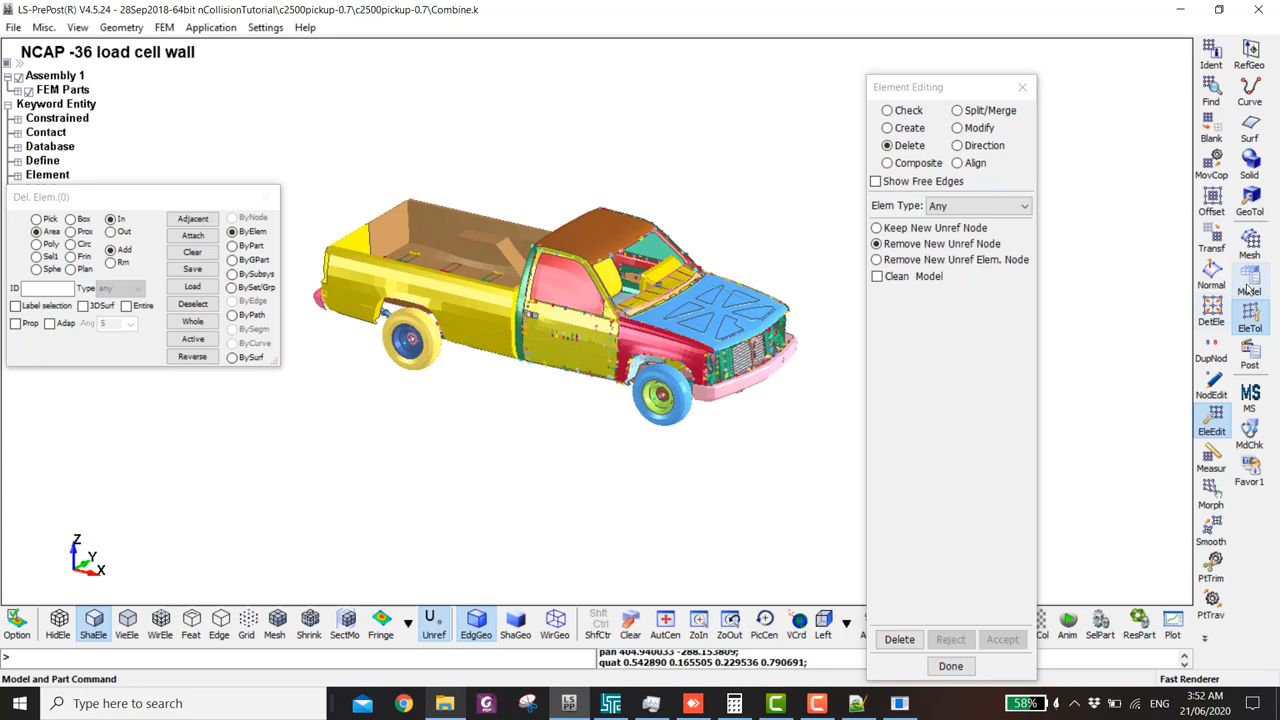 LS-PrePost(R) V4.5.24 - 28Sep2018-64bit nCollisionTutorial\c2500pickup-0.7\c2500pickup-0.7\Combine.k
File Misc. View Geometry FEM Application Settings Help
NCAP -36 load cell wall
Assembly 1
FEM Parts
Keyword Entity
Constrained
Contact
Database
Define
Element
Del. Elem.(0)
Pick Box In Adjacent ByNode
Area Prox Out Attach ByElem
Poly Circ Add Clear ByPart
Sel1 Frin Rm Save ByGPart
Sphe Plan Load BySubsys
ID Type any BySet/Grp
Label selection 3DSurf Entire Deselect ByEdge
Prop Adap Ang 5 Whole ByPath
Active BySegm
ByCurve
Reverse BySurf
Element Editing
Check Split/Merge
Create Modify
Delete Direction
Composite Align
Show Free Edges
Elem Type: Any
Keep New Unref Node
Remove New Unref Node
Remove New Unref Elem. Node
Clean Model
Delete Reject Accept
Done
Ident RefGeo
Find Curve
Blank Surf
MovCop Solid
Offset GeoTol
Transf Mesh
Normal Model
DetEle EleTol
DupNod Post
NodEdit MS
EleEdit MdChk
Measur Favor1
Morph
Smooth
PtTrim
PtTrav
Z
Y
X
Option HidEle ShaEle VieEle WirEle Feat Edge Grid Mesh Shrink SectMo Fringe Unref EdgGeo ShaGeo WirGeo Shft Ctrl ShfCtr Clear AutCen ZoIn ZoOut PicCen VCrd Left Col Anim SelPart ResPart Plot
>
pan 404.940033 -288.153809;
quat 0.542890 0.165505 0.229536 0.790691;
Model and Part Command Fast Renderer
Type here to search
58% ENG 3:52 AM
21/06/2020